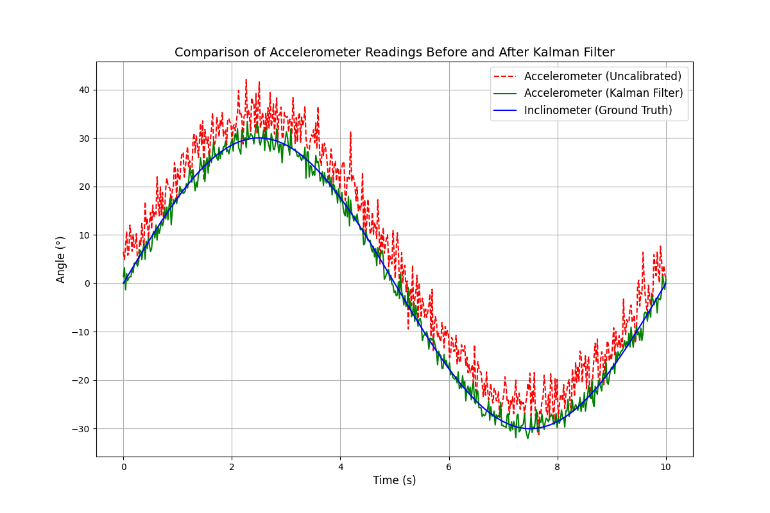 Comparison of Accelerometer Readings Before and After Kalman Filter
Accelerometer (Uncalibrated)
Accelerometer (Kalman Filter)
Inclinometer (Ground Truth)
Angle (°)
40
30
20
10
0
−10
−20
−30
0 2 4 6 8 10
Time (s)